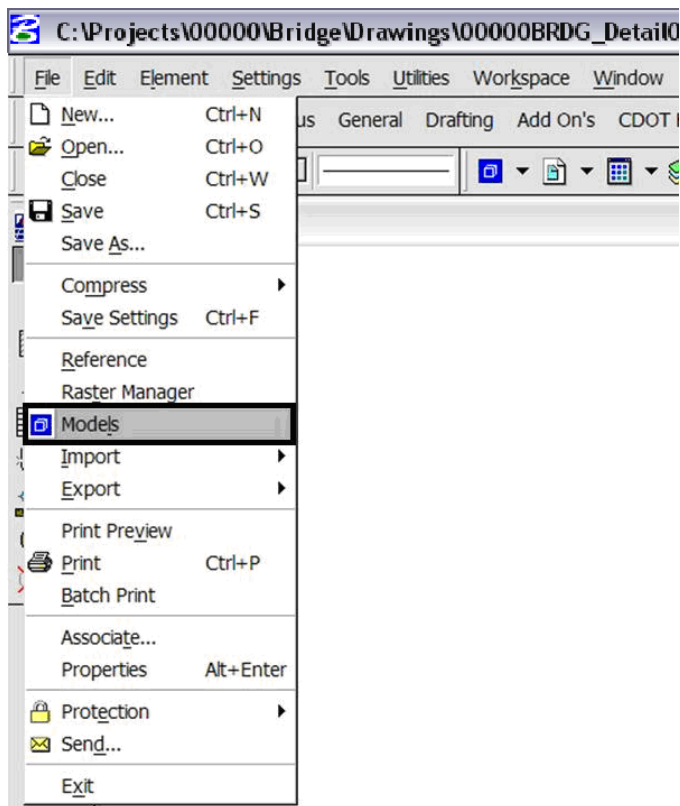 C:\Projects\00000\Bridge\Drawings\00000BRDG_Detail0
File Edit Element Settings Tools Utilities Workspace Window
General Drafting Add On's CDOT
New... Ctrl+N
Open... Ctrl+O
Close Ctrl+W
Save Ctrl+S
Save As...
Compress
Save Settings Ctrl+F
Reference
Raster Manager
Models
Import
Export
Print Preview
Print Ctrl+P
Batch Print
Associate...
Properties Alt+Enter
Protection
Send...
Exit